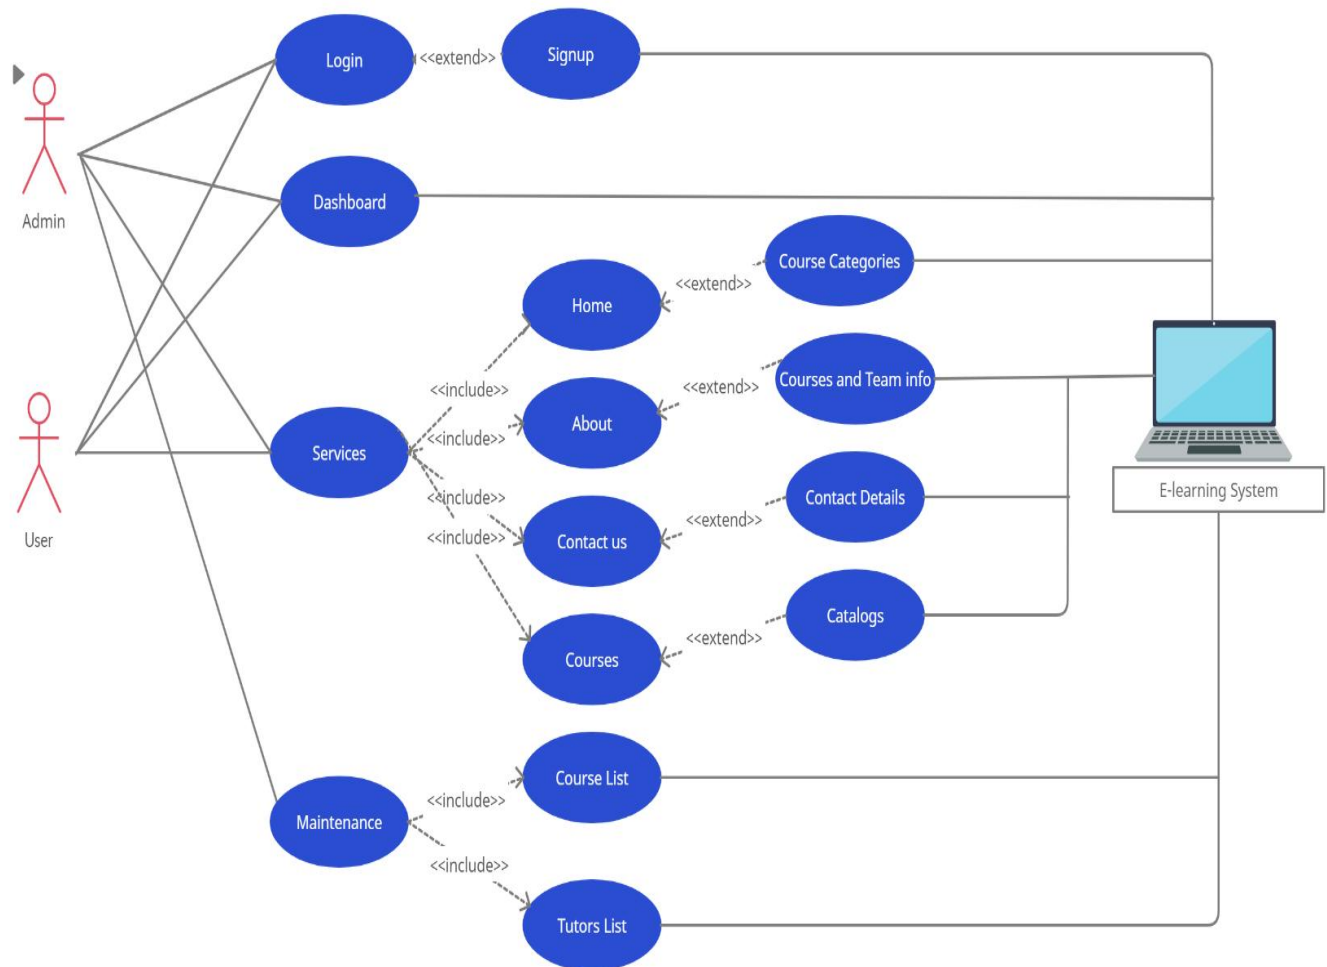 Login
<<extend>>
Signup
Admin
Dashboard
Course Categories
<<extend>>
Home
<<include>>
Courses and Team info
<<extend>>
About
<<include>>
Services
User
<<include>>
Contact Details
<<extend>>
E-learning System
<<include>>
Contact us
Catalogs
<<extend>>
Courses
Course List
<<include>>
Maintenance
<<include>>
Tutors List